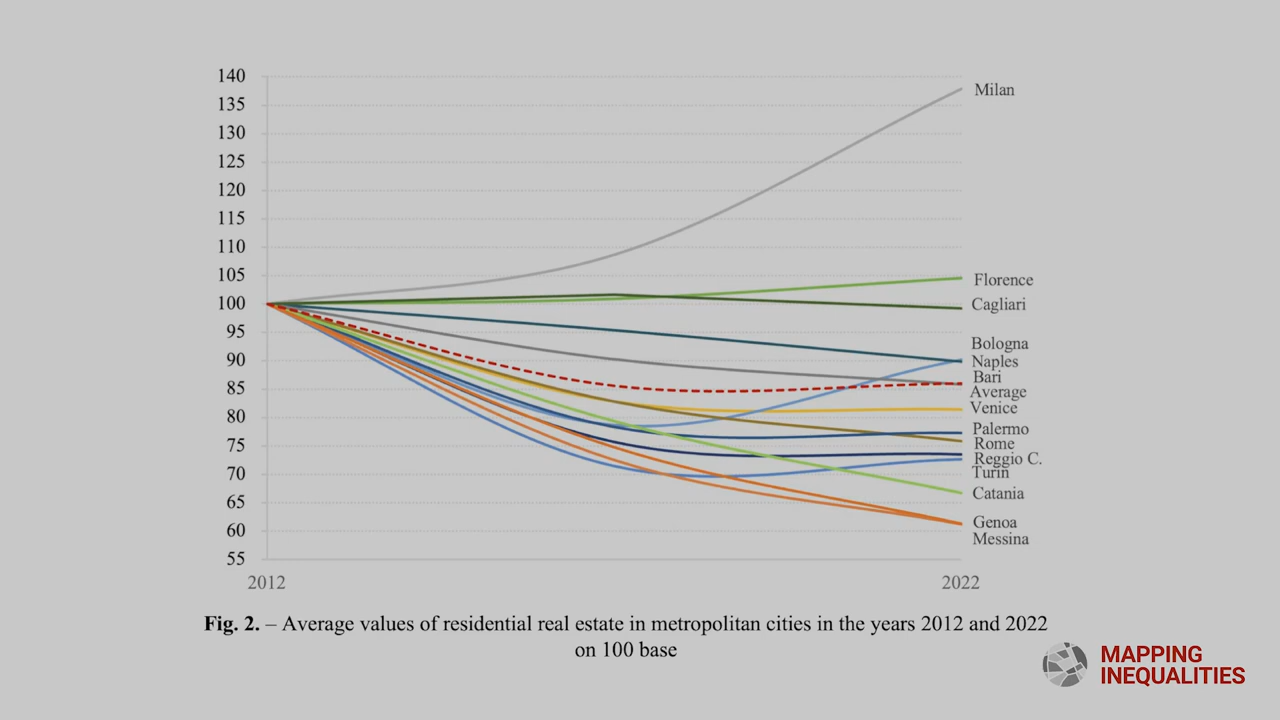 140
135
130
125
120
115
110
105
100
95
90
85
80
75
70
65
60
55
2012
2022
Milan
Florence
Cagliari
Bologna
Naples
Bari
Average
Venice
Palermo
Rome
Reggio C.
Turin
Catania
Genoa
Messina
Fig. 2. – Average values of residential real estate in metropolitan cities in the years 2012 and 2022
on 100 base
MAPPING
INEQUALITIES